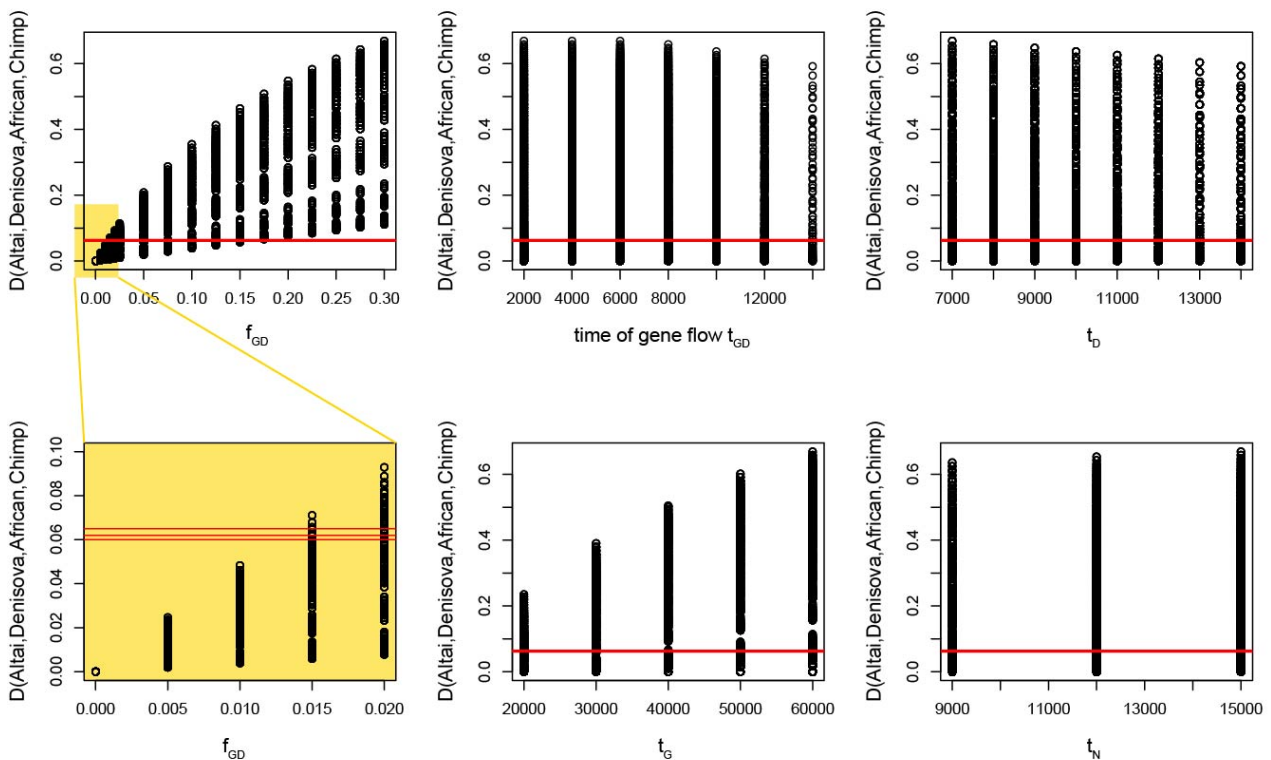 D(Altai,Denisova,African,Chimp)
0.0 0.2 0.4 0.6
0.00 0.05 0.10 0.15 0.20 0.25 0.30
f_GD
D(Altai,Denisova,African,Chimp)
0.0 0.2 0.4 0.6
2000 4000 6000 8000 12000
time of gene flow t_GD
D(Altai,Denisova,African,Chimp)
0.0 0.2 0.4 0.6
7000 9000 11000 13000
t_D
D(Altai,Denisova,African,Chimp)
0.00 0.02 0.04 0.06 0.08 0.10
0.000 0.005 0.010 0.015 0.020
f_GD
D(Altai,Denisova,African,Chimp)
0.0 0.2 0.4 0.6
20000 30000 40000 50000 60000
t_G
D(Altai,Denisova,African,Chimp)
0.0 0.2 0.4 0.6
9000 11000 13000 15000
t_N